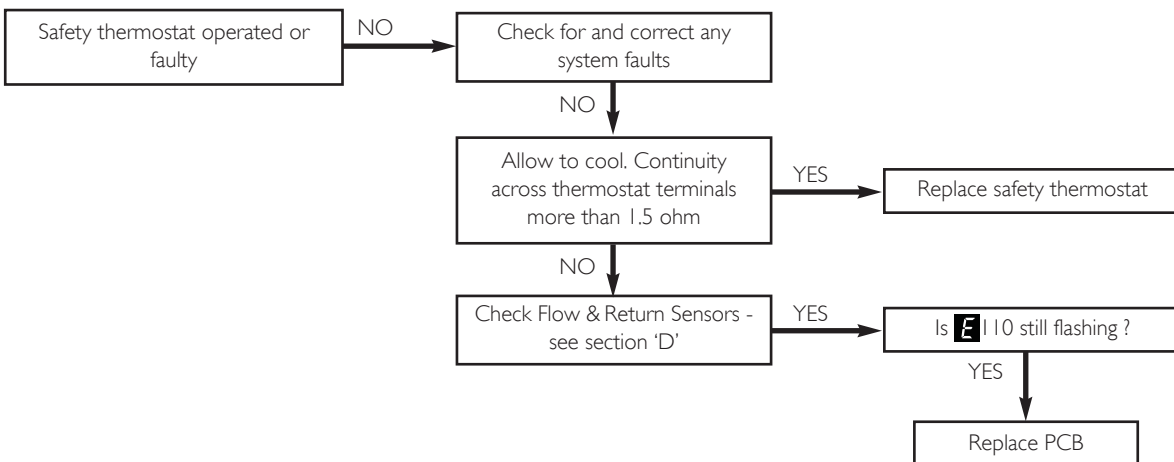 Safety thermostat operated or
faulty
NO
Check for and correct any
system faults
NO
Allow to cool. Continuity
across thermostat terminals
more than 1.5 ohm
YES
Replace safety thermostat
NO
Check Flow & Return Sensors -
see section ‘D’
YES
Is E110 still flashing ?
YES
Replace PCB